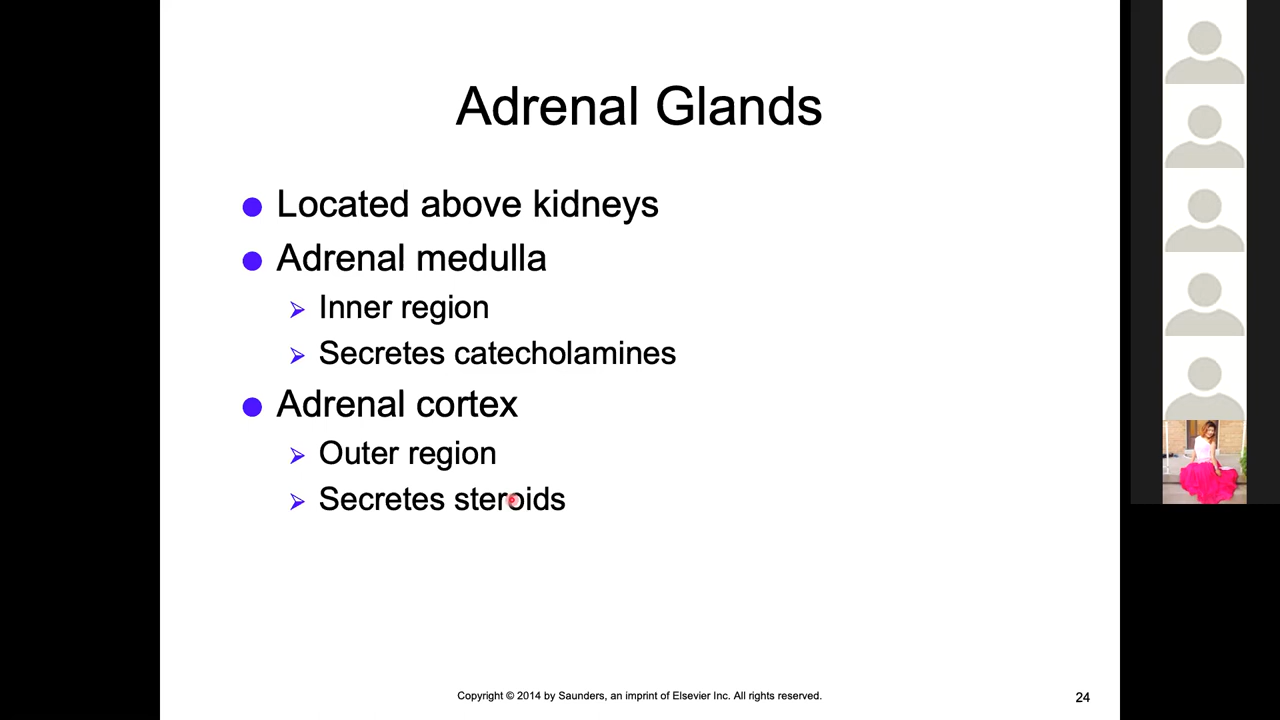 Adrenal Glands
Located above kidneys
Adrenal medulla
Inner region
Secretes catecholamines
Adrenal cortex
Outer region
Secretes steroids
Copyright © 2014 by Saunders, an imprint of Elsevier Inc. All rights reserved.
24